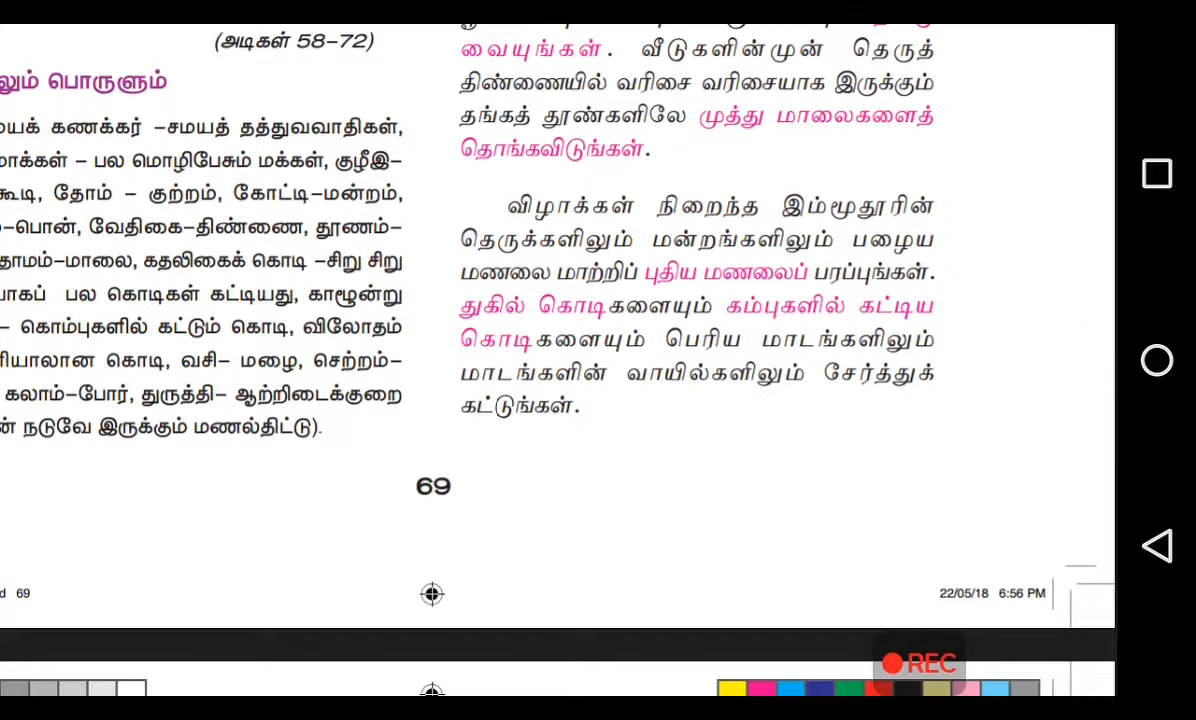 (அடிகள் 58-72)
பொருளும்
கணக்கர் -சமயத் தத்துவவாதிகள்,
- பல மொழிபேசும் மக்கள், குழீஇ-
கூடி, தோம் - குற்றம், கோட்டி-மன்றம்,
-பொன், வேதிகை-திண்ணை, தூணம்-
தாமம்-மாலை, கதலிகைக் கொடி -சிறு சிறு
பல கொடிகள் கட்டியது, காழூன்று
- கொம்புகளில் கட்டும் கொடி, விலோதம்
கொடி, வசி- மழை, செற்றம்-
கலாம்-போர், துருத்தி- ஆற்றிடைக்குறை
நடுவே இருக்கும் மணல்திட்டு).
வையுங்கள். வீடுகளின்முன் தெருத்
திண்ணையில் வரிசை வரிசையாக இருக்கும்
தங்கத் தூண்களிலே முத்து மாலைகளைத்
தொங்கவிடுங்கள்.
விழாக்கள் நிறைந்த இம்மூதூரின்
தெருக்களிலும் மன்றங்களிலும் பழைய
மணலை மாற்றிப் புதிய மணலைப் பரப்புங்கள்.
துகில் கொடிகளையும் கம்புகளில் கட்டிய
கொடிகளையும் பெரிய மாடங்களிலும்
மாடங்களின் வாயில்களிலும் சேர்த்துக்
கட்டுங்கள்.
69
d 69
22/05/18 6:56 PM
REC